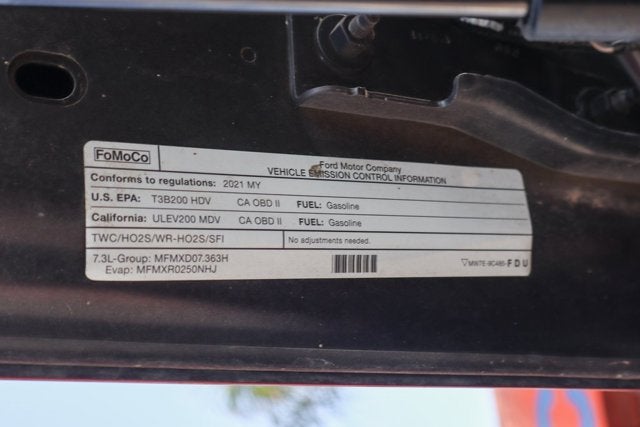 FoMoCo
Ford Motor Company
VEHICLE EMISSION CONTROL INFORMATION
Conforms to regulations: 2021 MY
U.S. EPA: T3B200 HDV CA OBD II FUEL: Gasoline
California: ULEV200 MDV CA OBD II FUEL: Gasoline
TWC/HO2S/WR-HO2S/SFI No adjustments needed.
7.3L-Group: MFMXD07.363H
Evap: MFMXR0250NHJ
MW7E-9C485-FDU